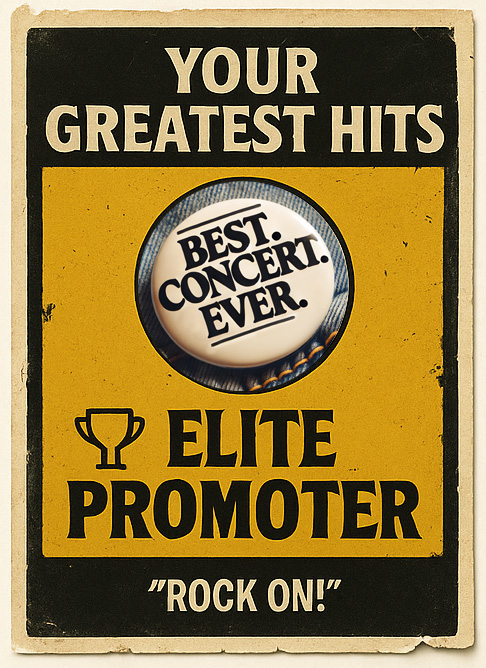 YOUR
GREATEST HITS
BEST.
CONCERT.
EVER.
ELITE
PROMOTER
"ROCK ON!"